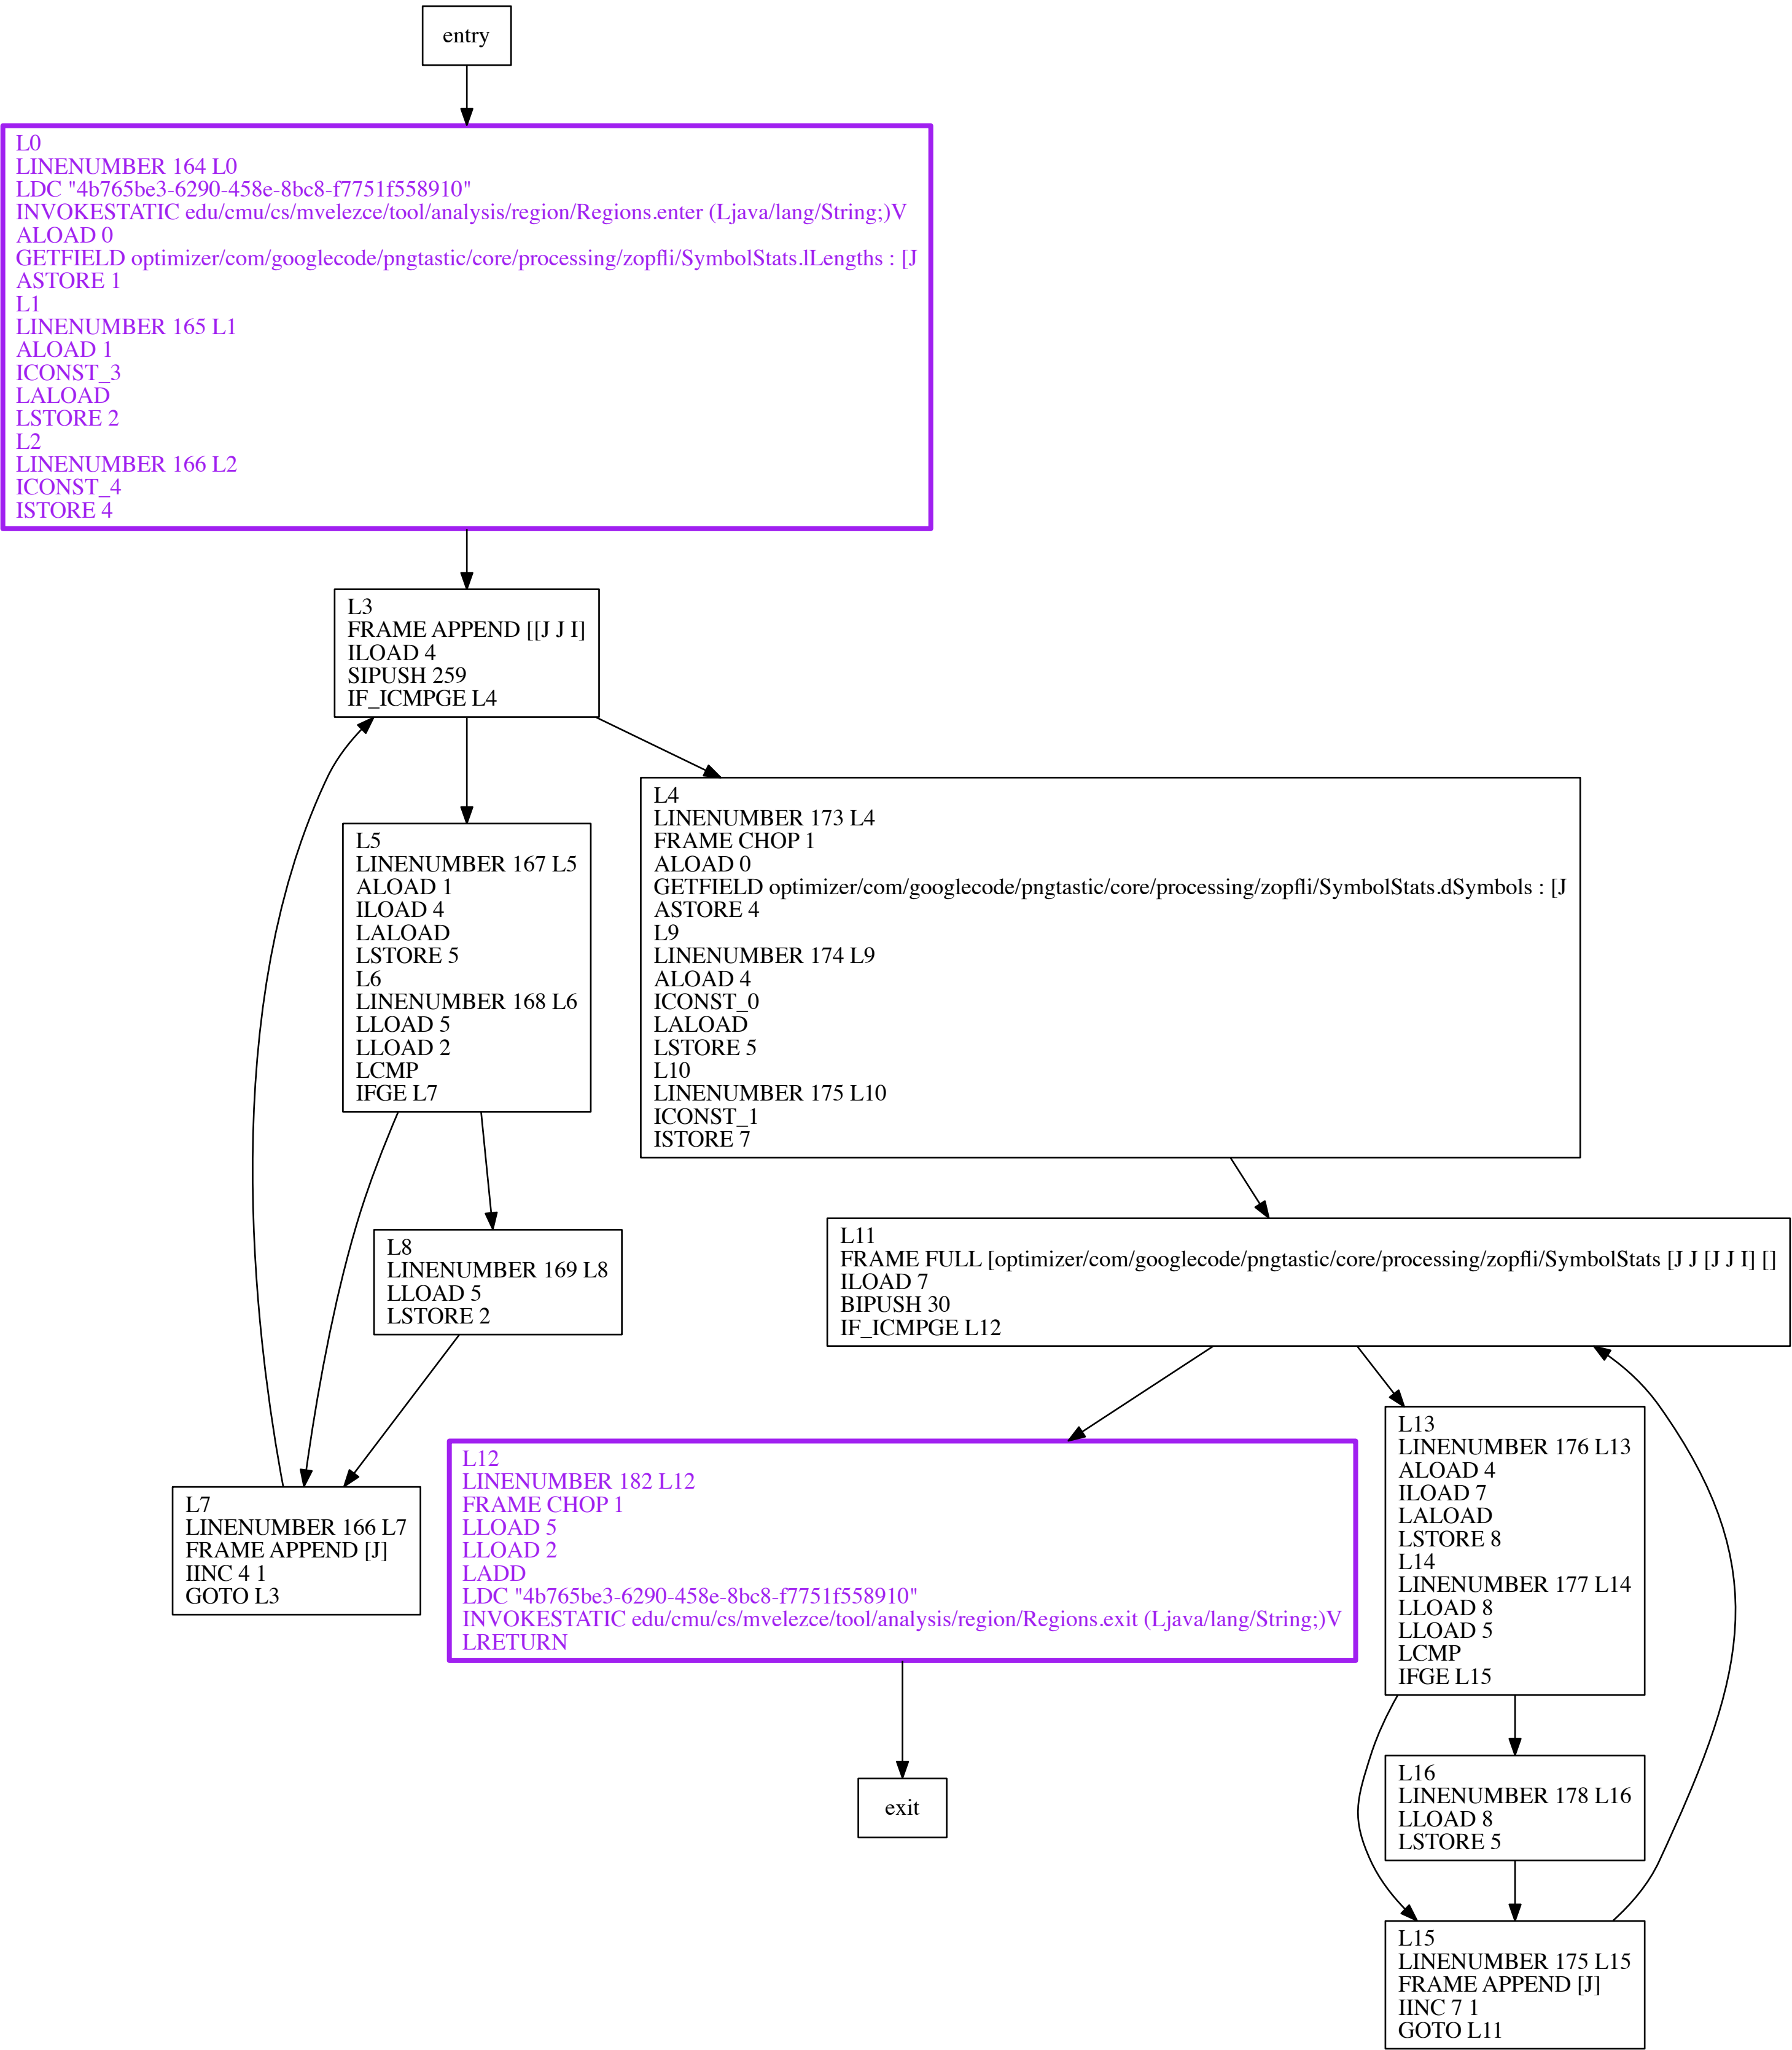 entry
L0
LINENUMBER 164 L0
LDC "4b765be3-6290-458e-8bc8-f7751f558910"
INVOKESTATIC edu/cmu/cs/mvelezce/tool/analysis/region/Regions.enter (Ljava/lang/String;)V
ALOAD 0
GETFIELD optimizer/com/googlecode/pngtastic/core/processing/zopfli/SymbolStats.lLengths : [J
ASTORE 1
L1
LINENUMBER 165 L1
ALOAD 1
ICONST_3
LALOAD
LSTORE 2
L2
LINENUMBER 166 L2
ICONST_4
ISTORE 4
L3
FRAME APPEND [[J J I]
ILOAD 4
SIPUSH 259
IF_ICMPGE L4
L5
LINENUMBER 167 L5
ALOAD 1
ILOAD 4
LALOAD
LSTORE 5
L6
LINENUMBER 168 L6
LLOAD 5
LLOAD 2
LCMP
IFGE L7
L4
LINENUMBER 173 L4
FRAME CHOP 1
ALOAD 0
GETFIELD optimizer/com/googlecode/pngtastic/core/processing/zopfli/SymbolStats.dSymbols : [J
ASTORE 4
L9
LINENUMBER 174 L9
ALOAD 4
ICONST_0
LALOAD
LSTORE 5
L10
LINENUMBER 175 L10
ICONST_1
ISTORE 7
L8
LINENUMBER 169 L8
LLOAD 5
LSTORE 2
L11
FRAME FULL [optimizer/com/googlecode/pngtastic/core/processing/zopfli/SymbolStats [J J [J J I] []
ILOAD 7
BIPUSH 30
IF_ICMPGE L12
L7
LINENUMBER 166 L7
FRAME APPEND [J]
IINC 4 1
GOTO L3
L12
LINENUMBER 182 L12
FRAME CHOP 1
LLOAD 5
LLOAD 2
LADD
LDC "4b765be3-6290-458e-8bc8-f7751f558910"
INVOKESTATIC edu/cmu/cs/mvelezce/tool/analysis/region/Regions.exit (Ljava/lang/String;)V
LRETURN
L13
LINENUMBER 176 L13
ALOAD 4
ILOAD 7
LALOAD
LSTORE 8
L14
LINENUMBER 177 L14
LLOAD 8
LLOAD 5
LCMP
IFGE L15
exit
L16
LINENUMBER 178 L16
LLOAD 8
LSTORE 5
L15
LINENUMBER 175 L15
FRAME APPEND [J]
IINC 7 1
GOTO L11